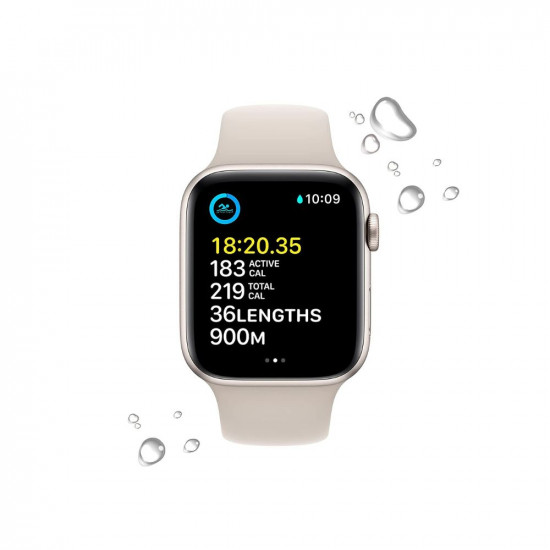 10:09
18:20.35
183 ACTIVE CAL
219 TOTAL CAL
36LENGTHS
900M